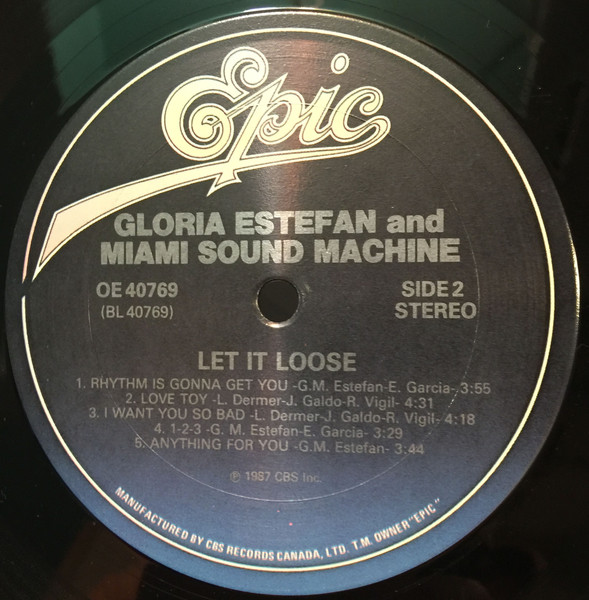 Epic
GLORIA ESTEFAN and
MIAMI SOUND MACHINE
OE 40769
(BL 40769)
SIDE 2
STEREO
LET IT LOOSE
1. RHYTHM IS GONNA GET YOU -G.M. Estefan-E. Garcia- 3:55
2. LOVE TOY -L. Dermer-J. Galdo-R. Vigil- 4:31
3. I WANT YOU SO BAD -L. Dermer-J. Galdo-R. Vigil- 4:18
4. 1-2-3 -G. M. Estefan-E. Garcia- 3:29
5. ANYTHING FOR YOU -G.M. Estefan- 3:44
℗ 1987 CBS Inc.
MANUFACTURED BY CBS RECORDS CANADA, LTD. T.M. OWNER "EPIC"